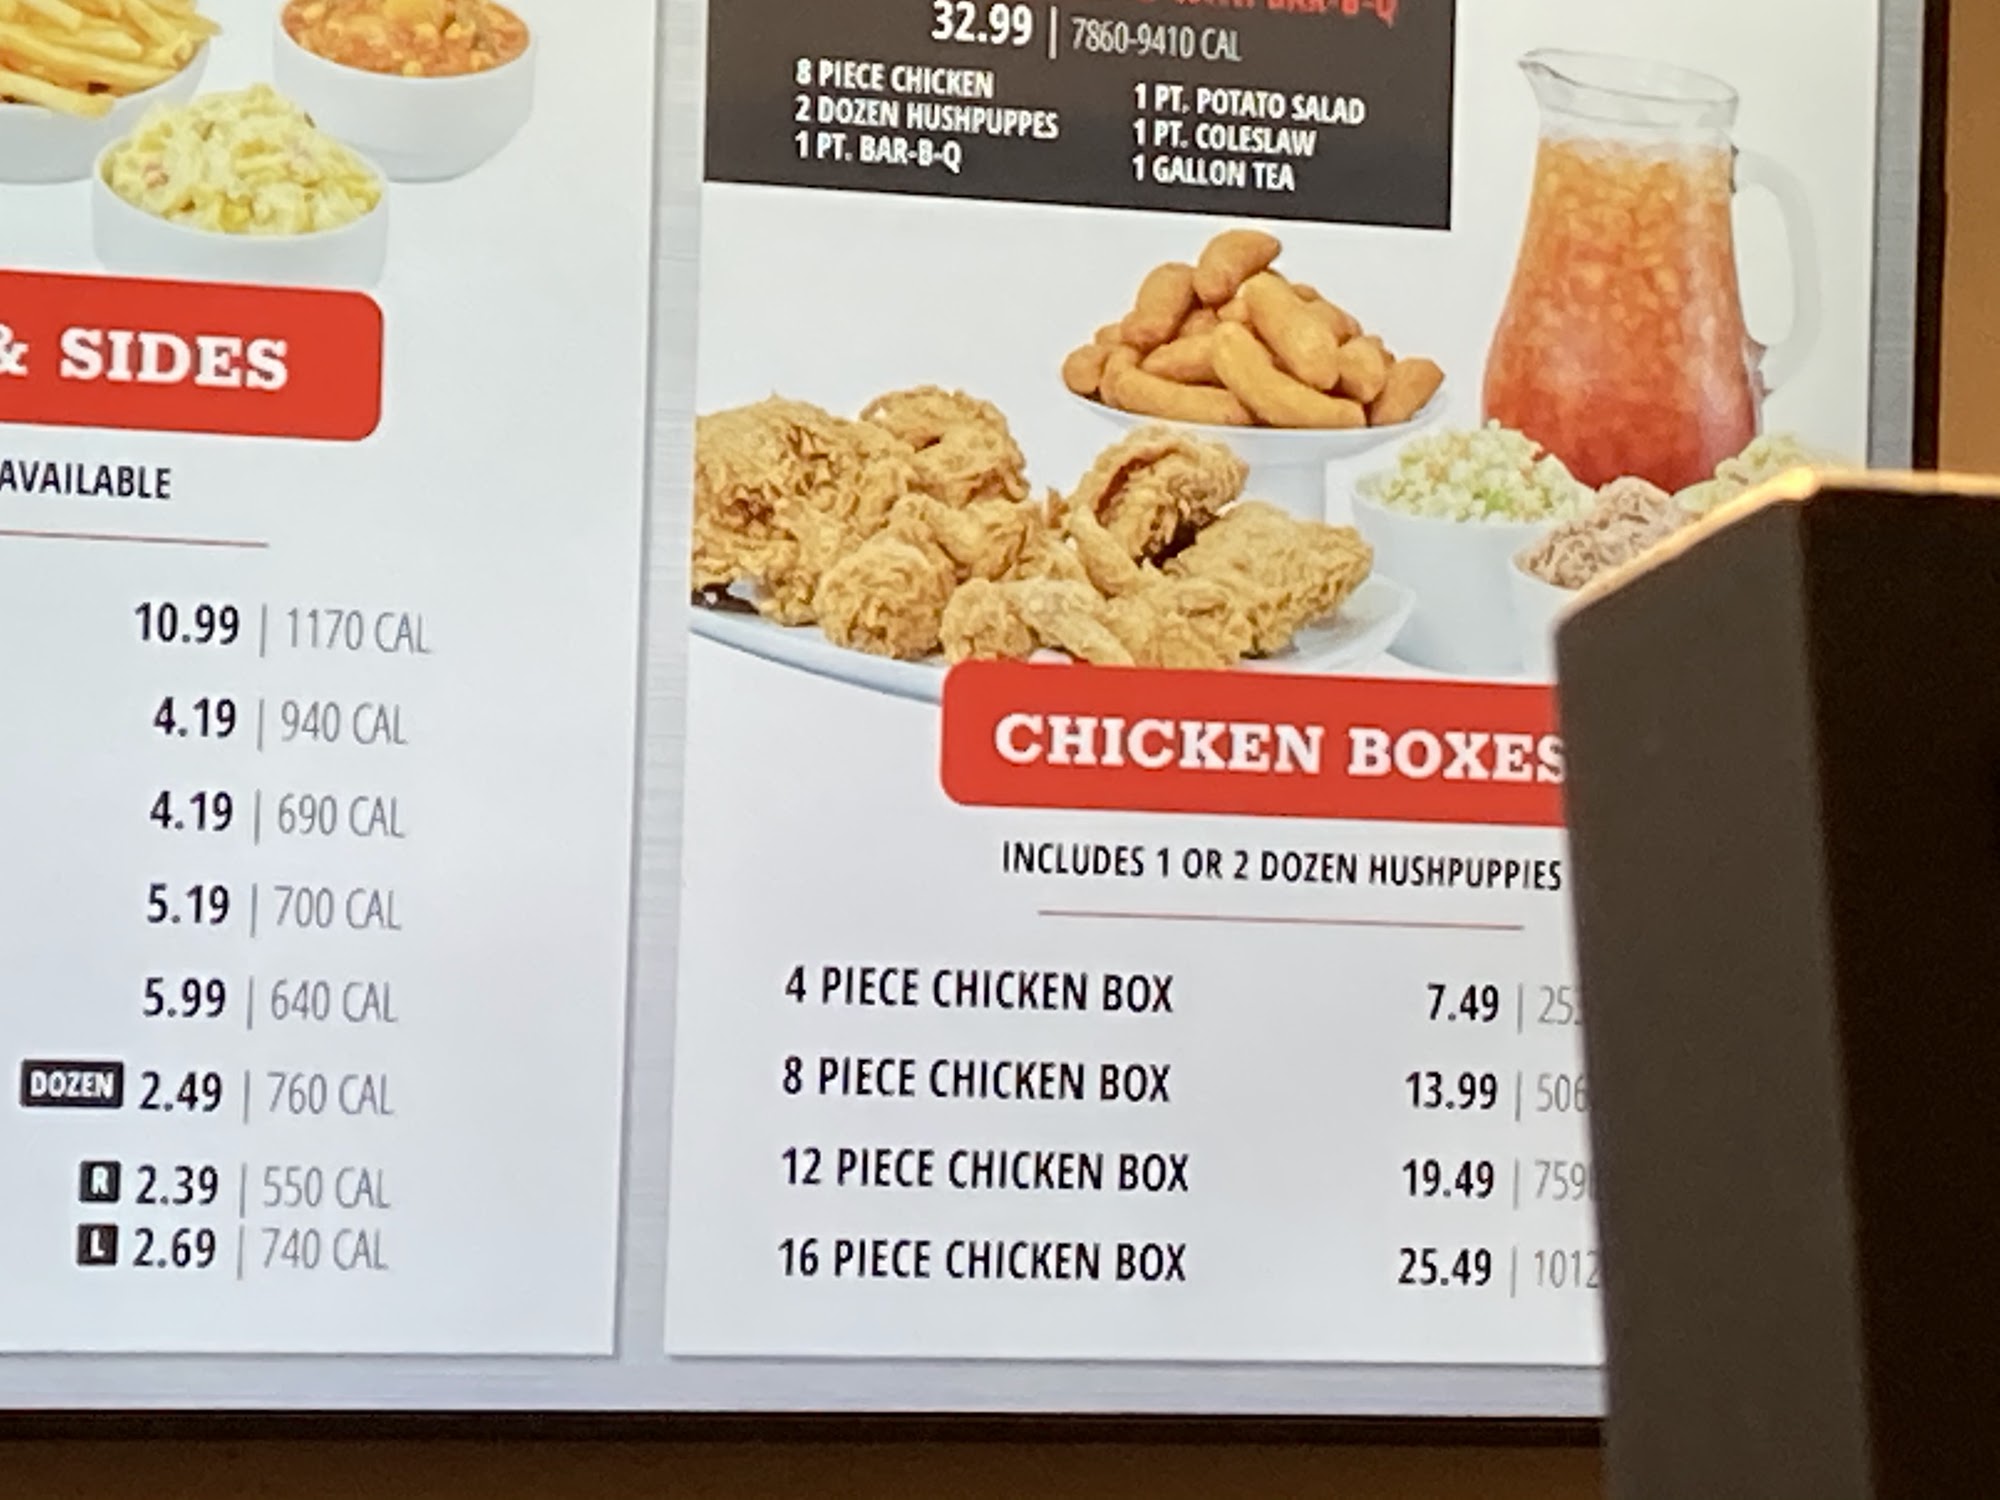 & SIDES
AVAILABLE
10.99 | 1170 CAL
4.19 | 940 CAL
4.19 | 690 CAL
5.19 | 700 CAL
5.99 | 640 CAL
DOZEN 2.49 | 760 CAL
R 2.39 | 550 CAL
L 2.69 | 740 CAL
BAR-B-Q
32.99 | 7860-9410 CAL
8 PIECE CHICKEN
2 DOZEN HUSHPUPPES
1 PT. BAR-B-Q
1 PT. POTATO SALAD
1 PT. COLESLAW
1 GALLON TEA
CHICKEN BOXES
INCLUDES 1 OR 2 DOZEN HUSHPUPPIES
4 PIECE CHICKEN BOX 7.49 |
8 PIECE CHICKEN BOX 13.99 | 506
12 PIECE CHICKEN BOX 19.49 | 759
16 PIECE CHICKEN BOX 25.49 | 1012